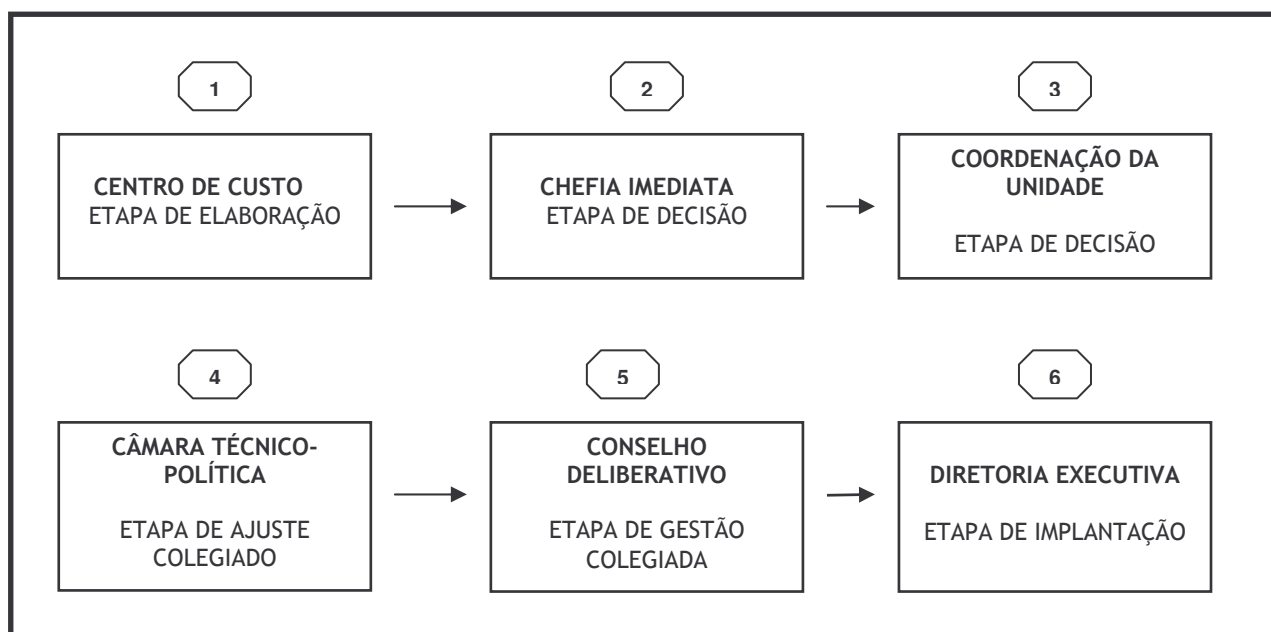 1
2
3
CENTRO DE CUSTO
ETAPA DE ELABORAÇÃO
CHEFIA IMEDIATA
ETAPA DE DECISÃO
COORDENAÇÃO DA
UNIDADE
ETAPA DE DECISÃO
4
5
6
CÂMARA TÉCNICO-
POLÍTICA
ETAPA DE AJUSTE
COLEGIADO
CONSELHO
DELIBERATIVO
ETAPA DE GESTÃO
COLEGIADA
DIRETORIA EXECUTIVA
ETAPA DE IMPLANTAÇÃO